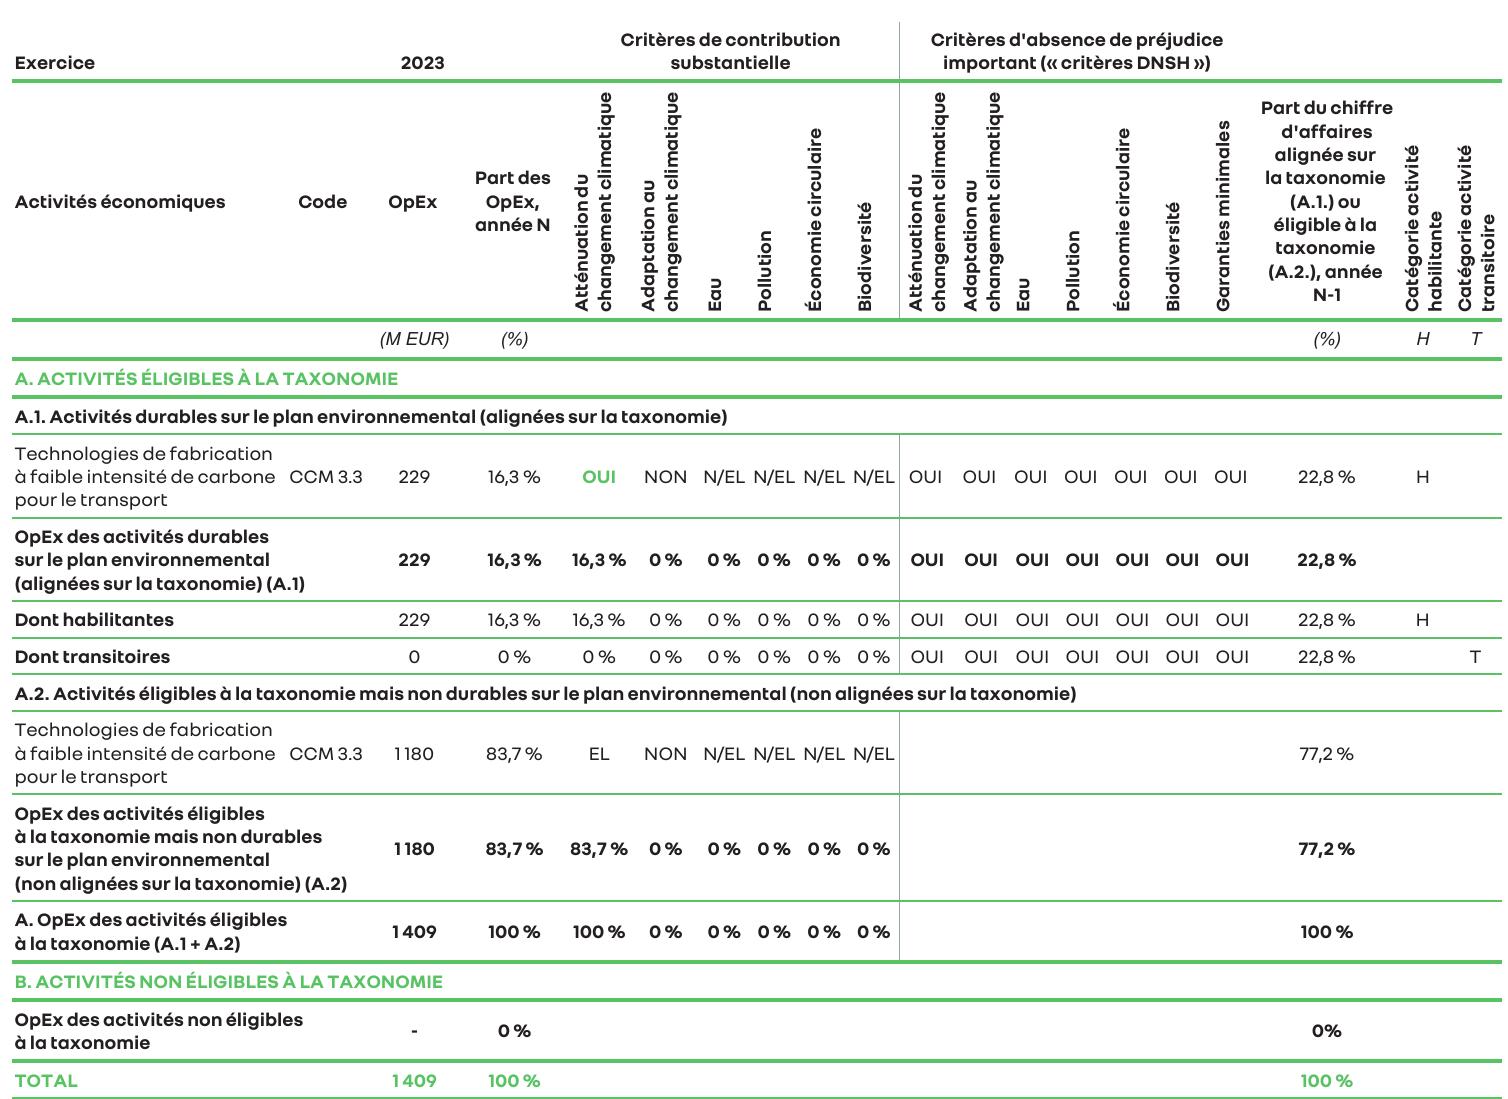 Exercice 2023 Critères de contribution substantielle Critères d'absence de préjudice important (« critères DNSH »)
Activités économiques Code OpEx Part des OpEx, année N Atténuation du changement climatique Adaptation au changement climatique Eau Pollution Économie circulaire Biodiversité Atténuation du changement climatique Adaptation au changement climatique Eau Pollution Économie circulaire Biodiversité Garanties minimales Part du chiffre d'affaires alignée sur la taxonomie (A.1.) ou éligible à la taxonomie (A.2.), année N-1 Catégorie activité habilitante Catégorie activité transitoire
(M EUR) (%) (%) H T
A. ACTIVITÉS ÉLIGIBLES À LA TAXONOMIE
A.1. Activités durables sur le plan environnemental (alignées sur la taxonomie)
Technologies de fabrication
à faible intensité de carbone CCM 3.3 229 16,3 % OUI NON N/EL N/EL N/EL N/EL OUI OUI OUI OUI OUI OUI OUI 22,8 % H
pour le transport
OpEx des activités durables
sur le plan environnemental 229 16,3 % 16,3 % 0 % 0 % 0 % 0 % 0 % OUI OUI OUI OUI OUI OUI OUI 22,8 %
(alignées sur la taxonomie) (A.1)
Dont habilitantes 229 16,3 % 16,3 % 0 % 0 % 0 % 0 % 0 % OUI OUI OUI OUI OUI OUI OUI 22,8 % H
Dont transitoires 0 0 % 0 % 0 % 0 % 0 % 0 % 0 % OUI OUI OUI OUI OUI OUI OUI 22,8 % T
A.2. Activités éligibles à la taxonomie mais non durables sur le plan environnemental (non alignées sur la taxonomie)
Technologies de fabrication
à faible intensité de carbone CCM 3.3 1 180 83,7 % EL NON N/EL N/EL N/EL N/EL 77,2 %
pour le transport
OpEx des activités éligibles
à la taxonomie mais non durables
sur le plan environnemental 1 180 83,7 % 83,7 % 0 % 0 % 0 % 0 % 0 % 77,2 %
(non alignées sur la taxonomie) (A.2)
A. OpEx des activités éligibles
à la taxonomie (A.1 + A.2) 1 409 100 % 100 % 0 % 0 % 0 % 0 % 0 % 100 %
B. ACTIVITÉS NON ÉLIGIBLES À LA TAXONOMIE
OpEx des activités non éligibles
à la taxonomie - 0 % 0%
TOTAL 1 409 100 % 100 %